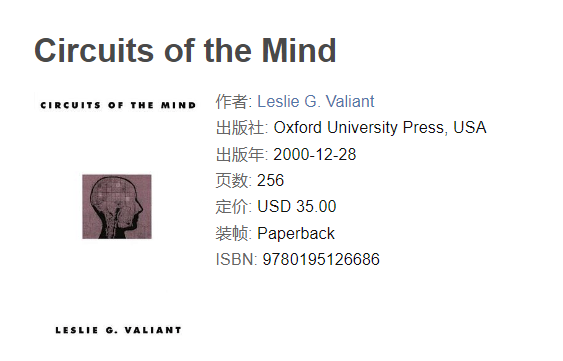 Circuits of the Mind
CIRCUITS OF THE MIND
LESLIE G. VALIANT
作者: Leslie G. Valiant
出版社: Oxford University Press, USA
出版年: 2000-12-28
页数: 256
定价: USD 35.00
装帧: Paperback
ISBN: 9780195126686